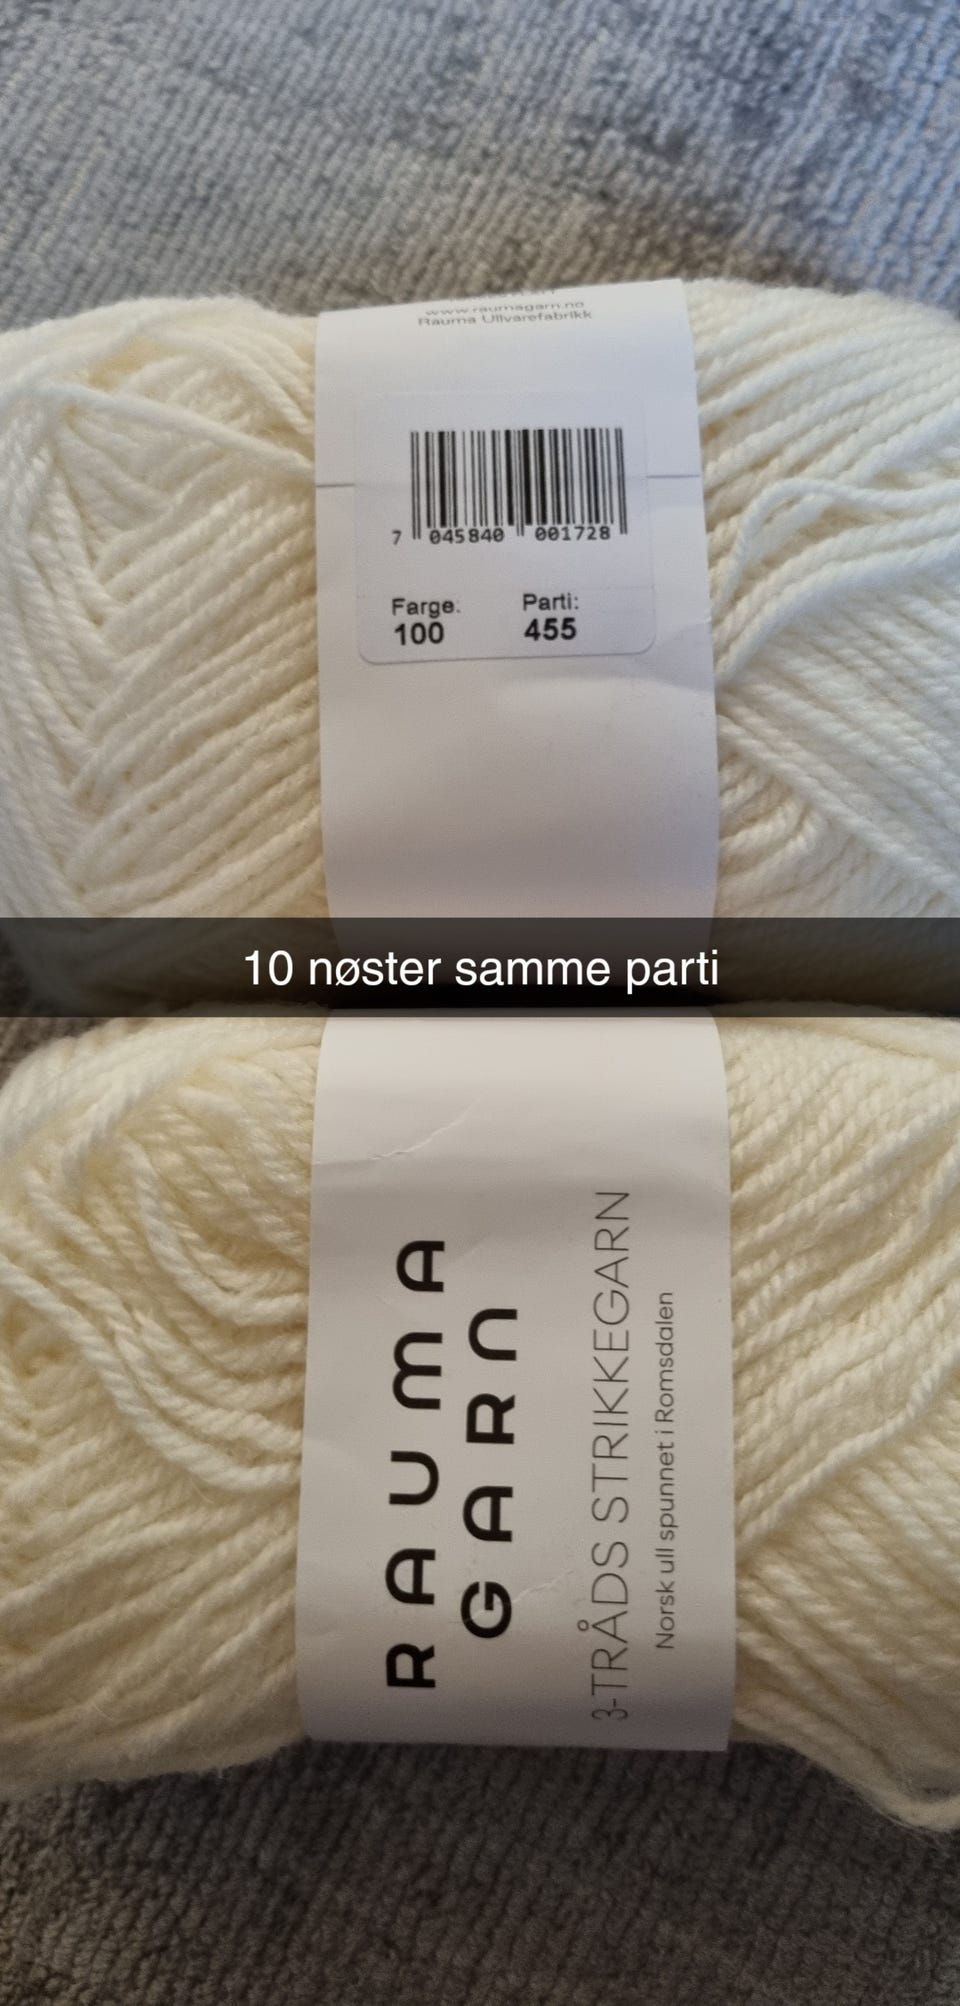 www.raumagarn.no
Rauma Ullvarefabrikk
7 045840 001728
Farge: Parti:
100 455
10 nøster samme parti
RAUMA
GARN
3-TRÅDS STRIKKEGARN
Norsk ull spunnet i Romsdalen